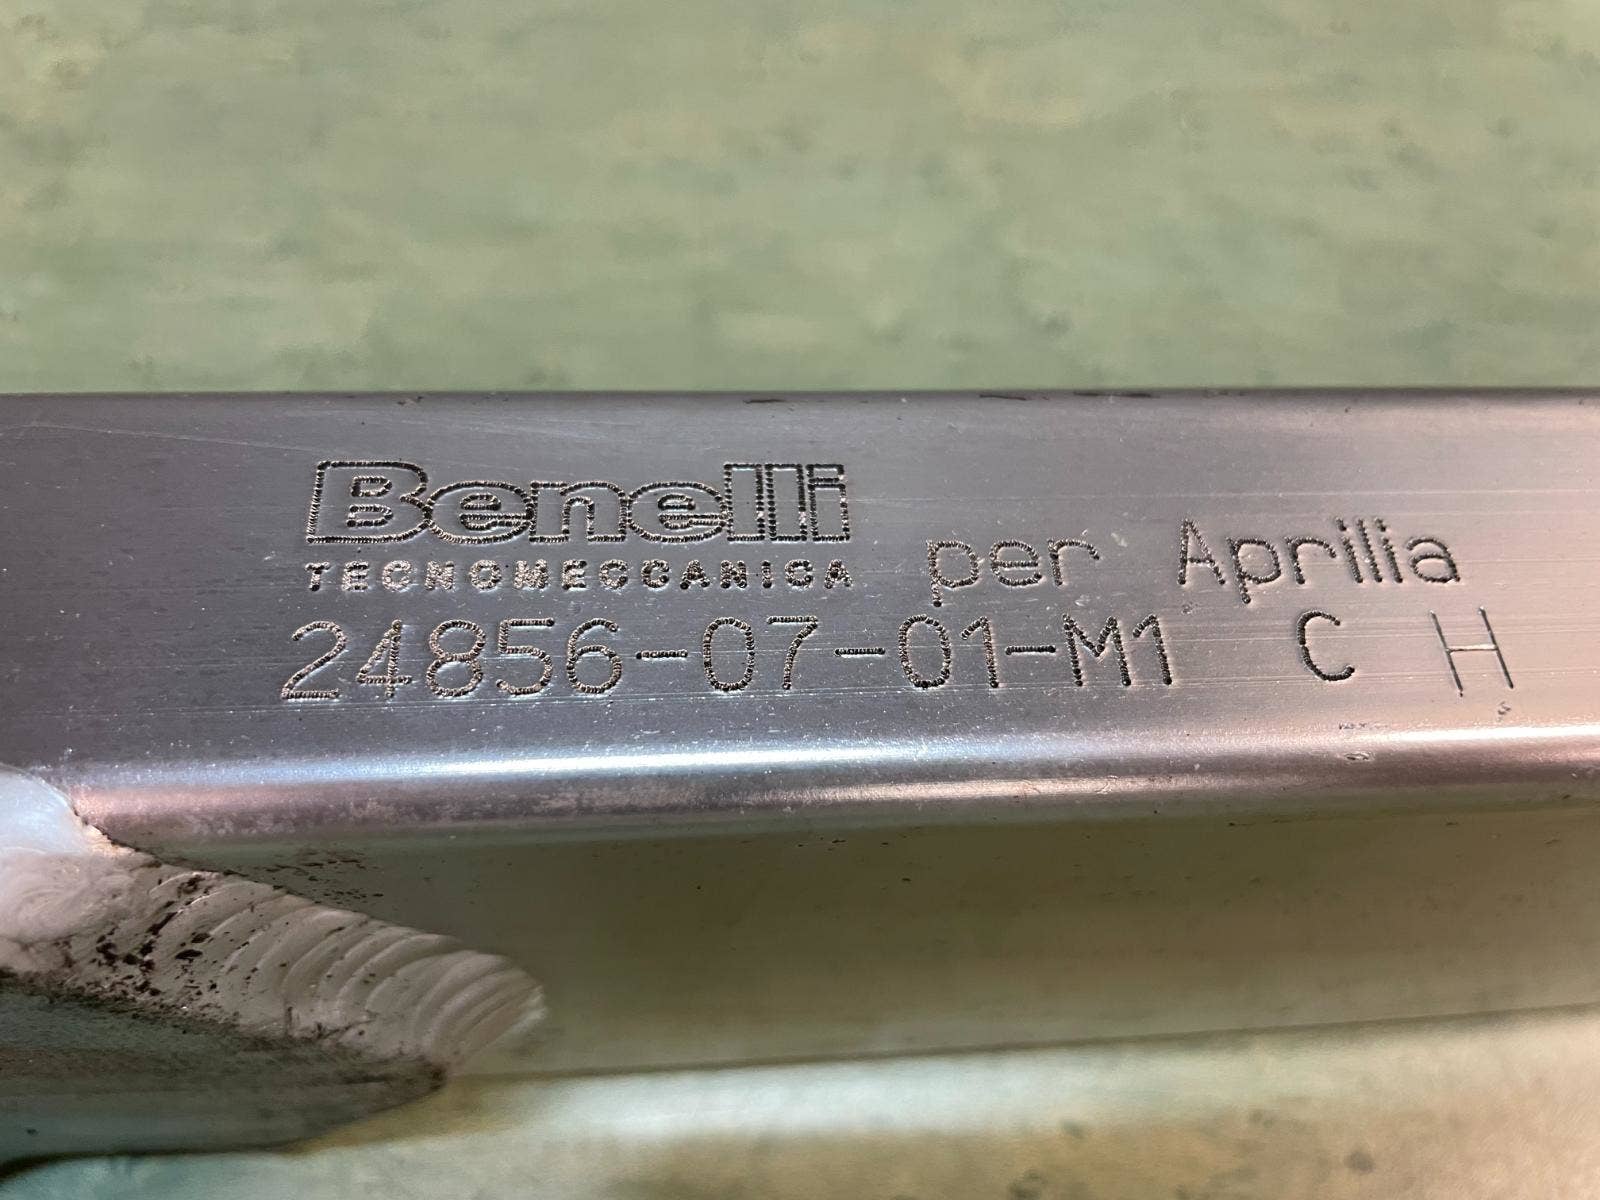 Benelli
TECNOMECCANICA per Aprilia
24856-07-01-M1 C H